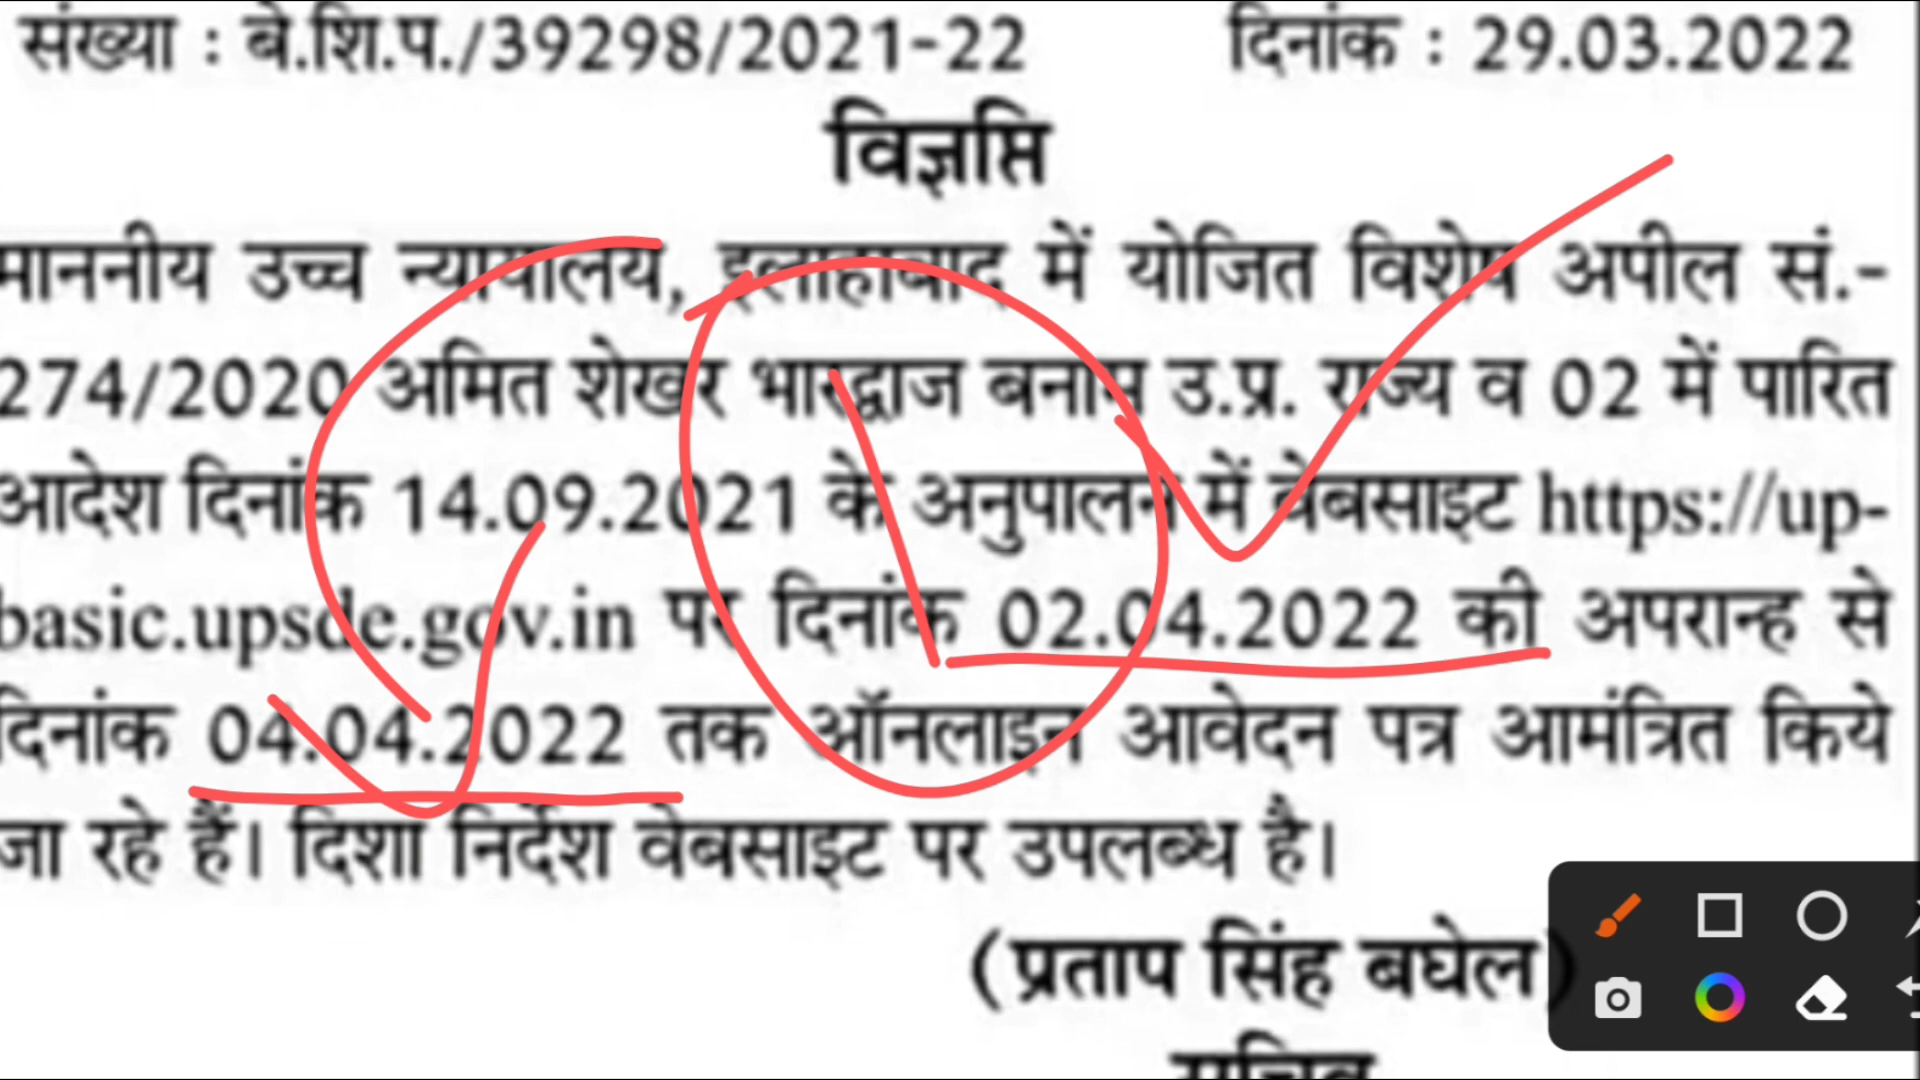 संख्या : बे.शि.प./39298/2021-22 दिनांक : 29.03.2022
विज्ञप्ति
माननीय उच्च न्यायालय, इलाहाबाद में योजित विशेष अपील सं.-
274/2020 अमित शेखर भारद्वाज बनाम उ.प्र. राज्य व 02 में पारित
आदेश दिनांक 14.09.2021 के अनुपालन में वेबसाइट https://up-
basic.upsde.gov.in पर दिनांक 02.04.2022 की अपरान्ह से
दिनांक 04.04.2022 तक ऑनलाइन आवेदन पत्र आमंत्रित किये
जा रहे हैं। दिशा निर्देश वेबसाइट पर उपलब्ध है।
(प्रताप सिंह बघेल)
सचिव